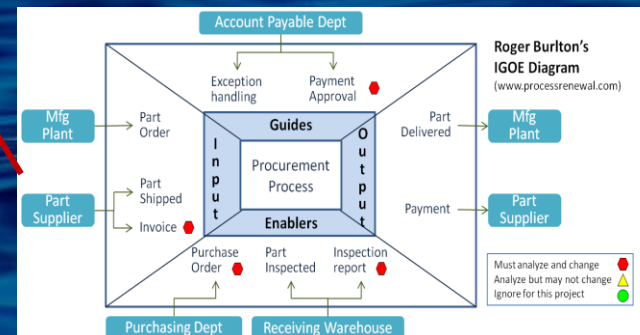 Account Payable Dept
Roger Burlton's
IGOE Diagram
(www.processrenewal.com)
Exception
handling
Payment
Approval
Mfg
Plant
Part
Order
Guides
Part
Delivered
Mfg
Plant
Input
Procurement
Process
Output
Part
Supplier
Part
Shipped
Invoice
Payment
Part
Supplier
Enablers
Purchase
Order
Part
Inspected
Inspection
report
Must analyze and change
Analyze but may not change
Ignore for this project
Purchasing Dept
Receiving Warehouse